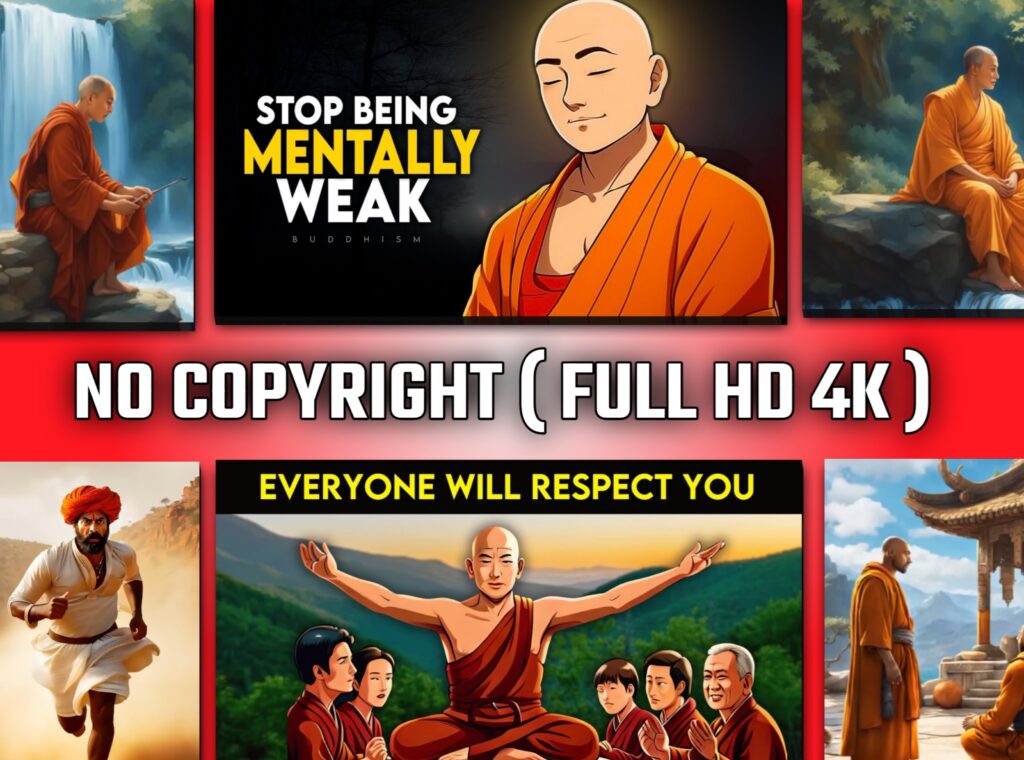 STOP BEING
MENTALLY
WEAK
BUDDHISM
NO COPYRIGHT ( FULL HD 4K )
EVERYONE WILL RESPECT YOU